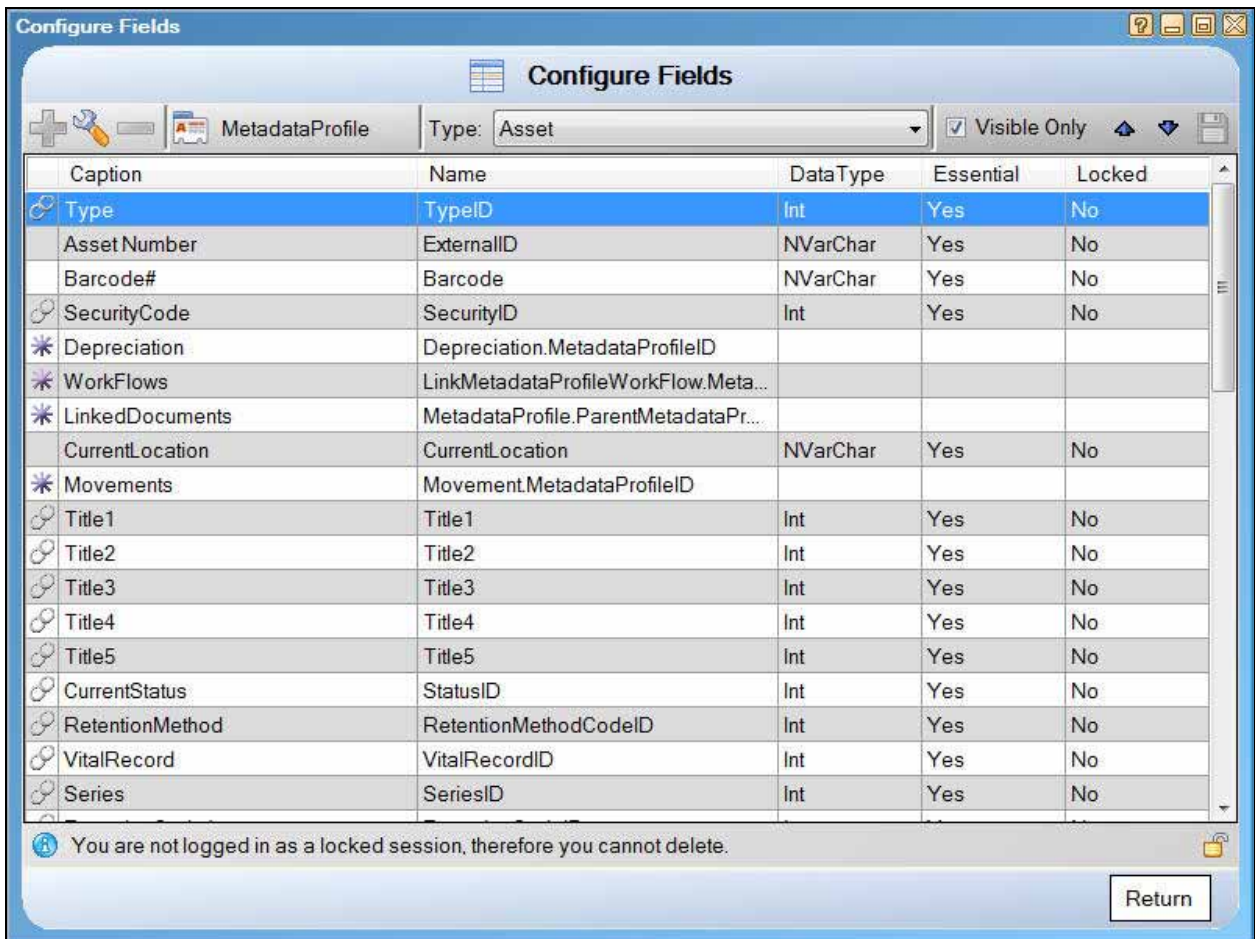 Configure Fields
Configure Fields
MetadataProfile Type: Asset Visible Only
Caption Name DataType Essential Locked
Type TypeID Int Yes No
Asset Number ExternalID NVarChar Yes No
Barcode# Barcode NVarChar Yes No
SecurityCode SecurityID Int Yes No
Depreciation Depreciation.MetadataProfileID
WorkFlows LinkMetadataProfileWorkFlow.Meta...
LinkedDocuments MetadataProfile.ParentMetadataPr...
CurrentLocation CurrentLocation NVarChar Yes No
Movements Movement.MetadataProfileID
Title1 Title1 Int Yes No
Title2 Title2 Int Yes No
Title3 Title3 Int Yes No
Title4 Title4 Int Yes No
Title5 Title5 Int Yes No
CurrentStatus StatusID Int Yes No
RetentionMethod RetentionMethodCodeID Int Yes No
VitalRecord VitalRecordID Int Yes No
Series SeriesID Int Yes No
You are not logged in as a locked session, therefore you cannot delete.
Return